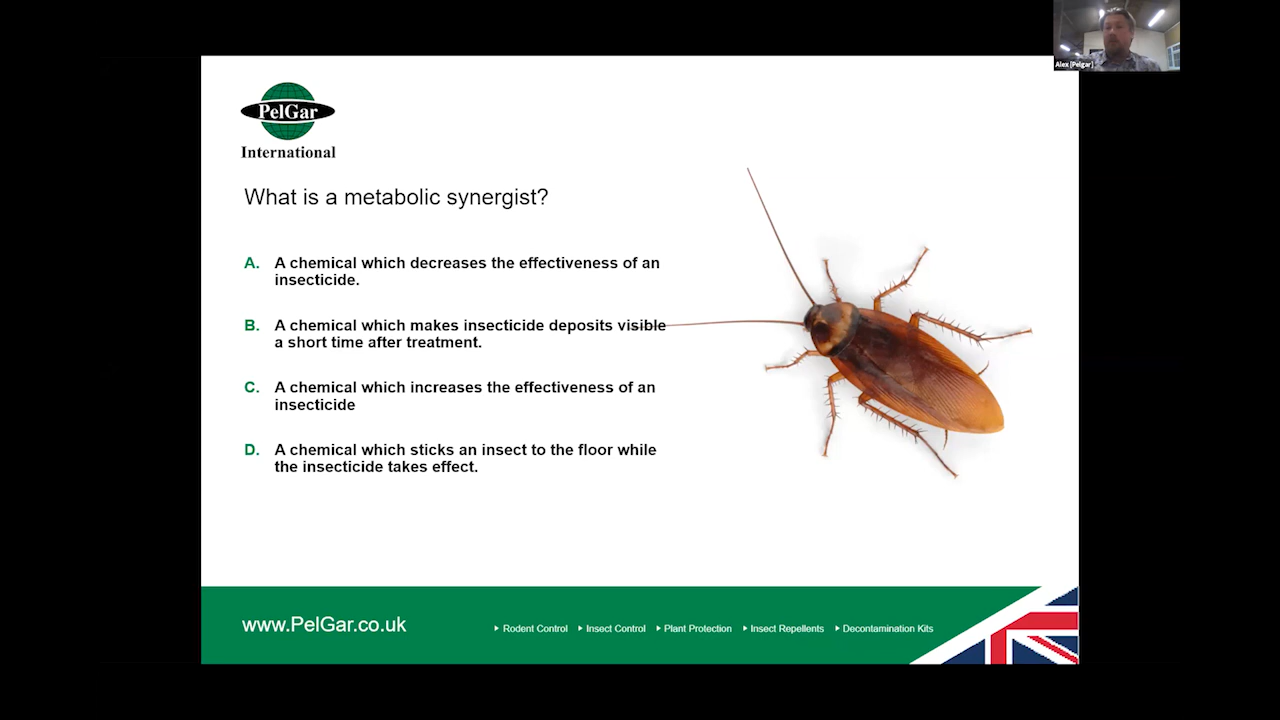 Alex [Pelgar]
PelGar
International
What is a metabolic synergist?
A. A chemical which decreases the effectiveness of an
insecticide.
B. A chemical which makes insecticide deposits visible
a short time after treatment.
C. A chemical which increases the effectiveness of an
insecticide
D. A chemical which sticks an insect to the floor while
the insecticide takes effect.
www.PelGar.co.uk
Rodent Control Insect Control Plant Protection Insect Repellents Decontamination Kits